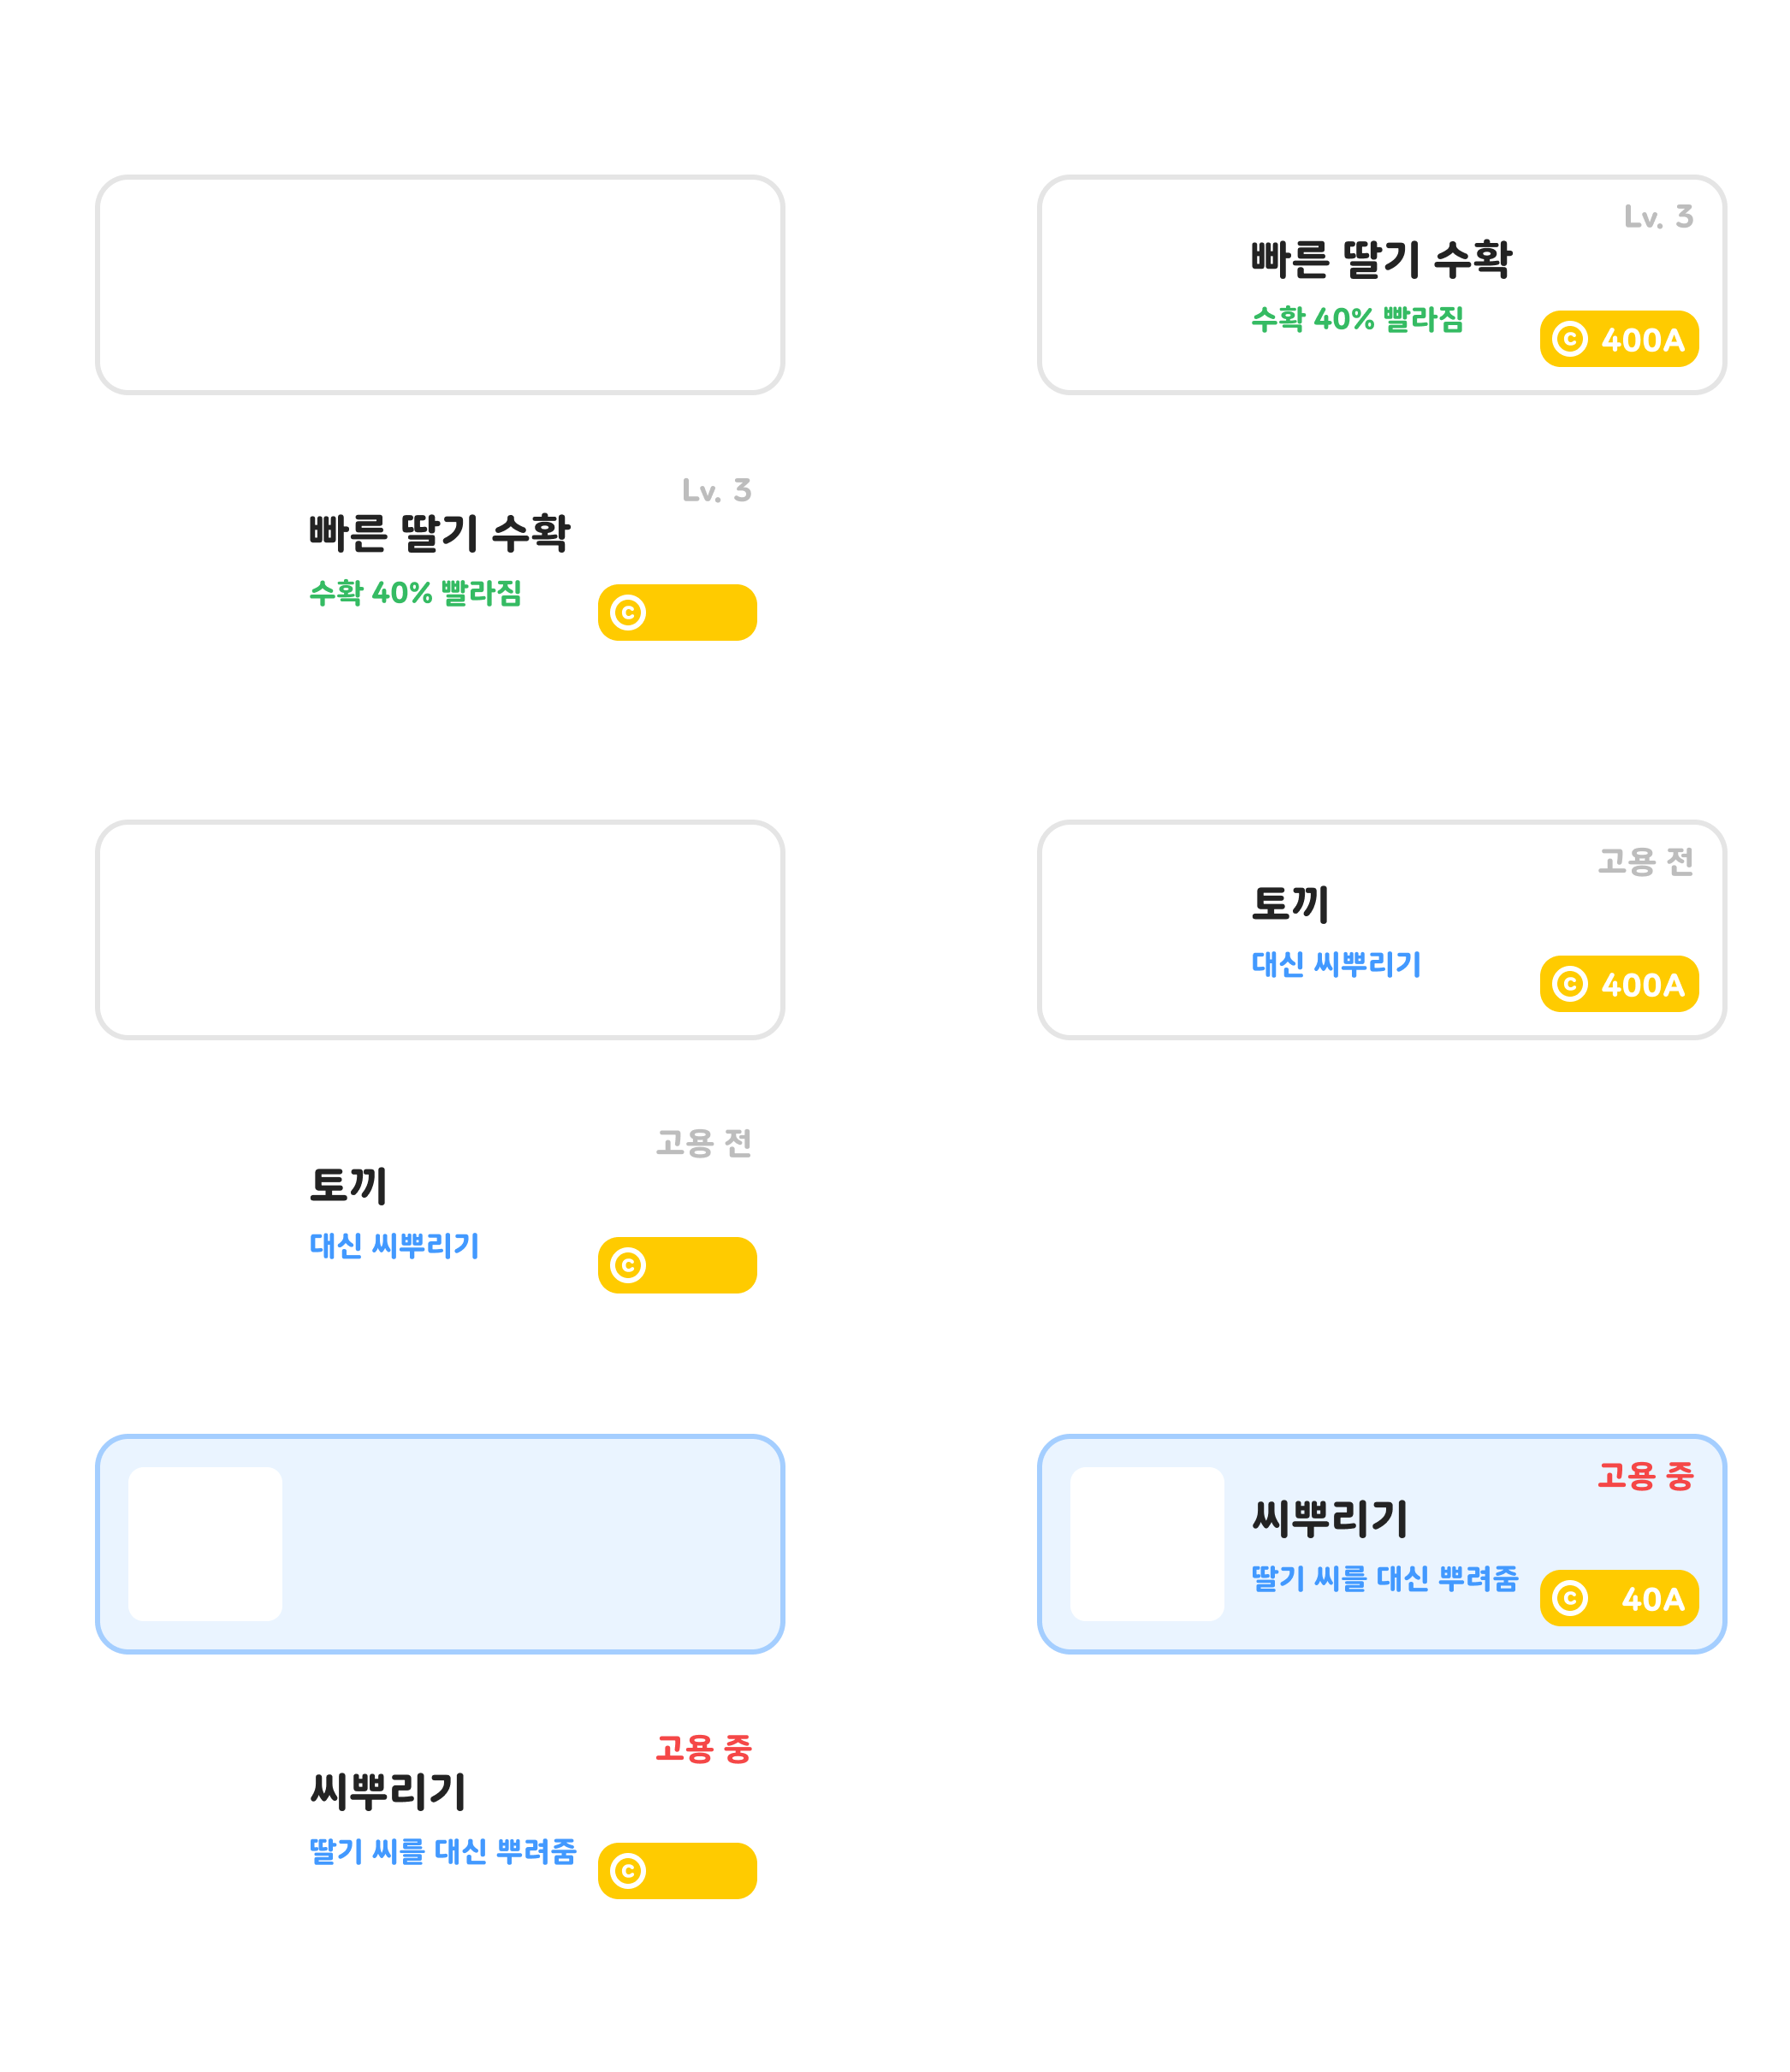 Lv. 3
빠른 딸기 수확
수확 40% 빨라짐
C 400A
Lv. 3
빠른 딸기 수확
수확 40% 빨라짐
C
고용 전
토끼
대신 씨뿌리기
C 400A
고용 전
토끼
대신 씨뿌리기
C
고용 중
씨뿌리기
딸기 씨를 대신 뿌려줌
C 40A
고용 중
씨뿌리기
딸기 씨를 대신 뿌려줌
C